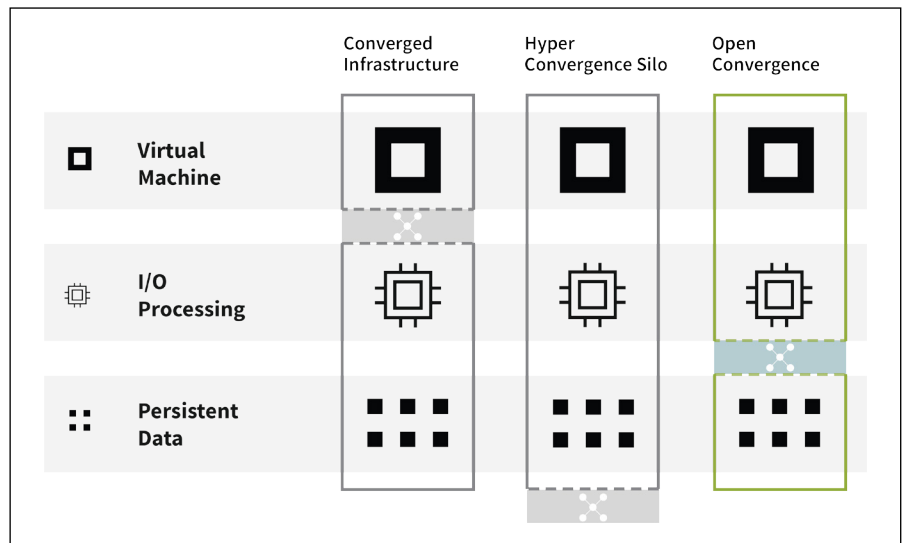 Converged
Infrastructure
Hyper
Convergence Silo
Open
Convergence
Virtual
Machine
I/O
Processing
Persistent
Data